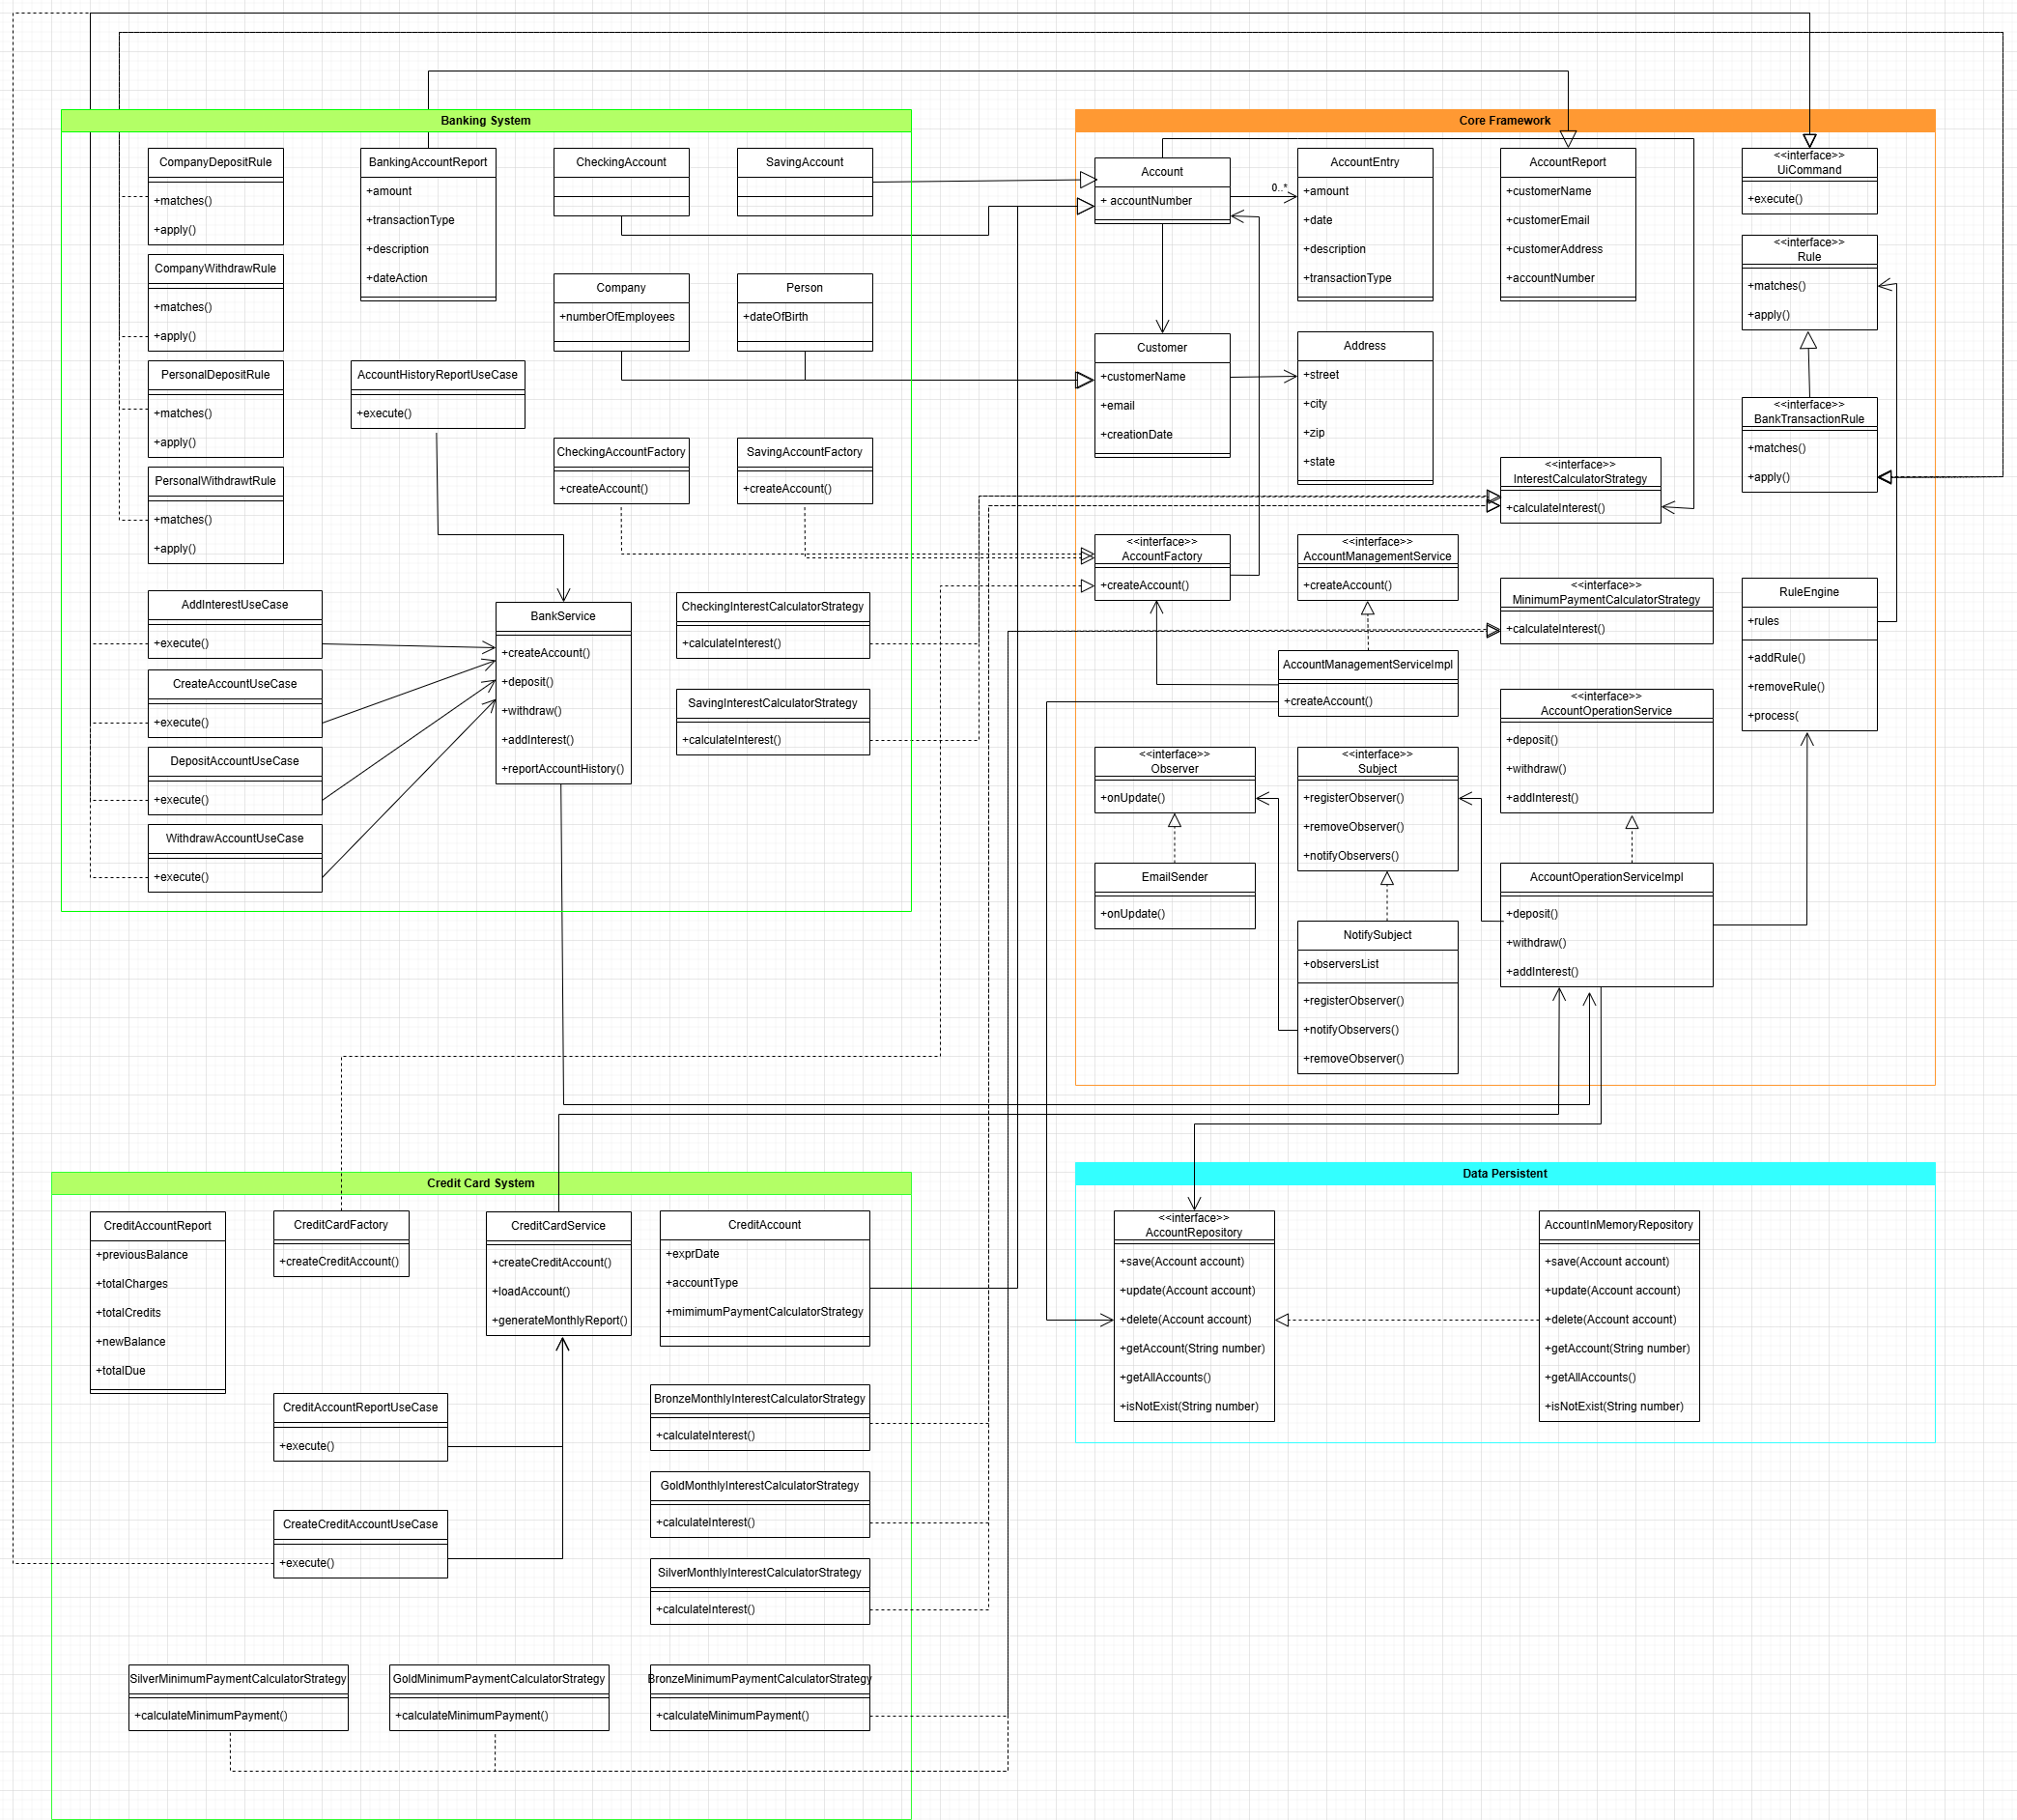 Banking System
CompanyDepositRule
+matches()
+apply()
CompanyWithdrawRule
+matches()
+apply()
PersonalDepositRule
+matches()
+apply()
PersonalWithdrawtRule
+matches()
+apply()
BankingAccountReport
+amount
+transactionType
+description
+dateAction
CheckingAccount
SavingAccount
Company
+numberOfEmployees
Person
+dateOfBirth
AccountHistoryReportUseCase
+execute()
CheckingAccountFactory
+createAccount()
SavingAccountFactory
+createAccount()
AddInterestUseCase
+execute()
CreateAccountUseCase
+execute()
DepositAccountUseCase
+execute()
WithdrawAccountUseCase
+execute()
BankService
+createAccount()
+deposit()
+withdraw()
+addInterest()
+reportAccountHistory()
CheckingInterestCalculatorStrategy
+calculateInterest()
SavingInterestCalculatorStrategy
+calculateInterest()
Core Framework
Account
+ accountNumber
0..*
AccountEntry
+amount
+date
+description
+transactionType
AccountReport
+customerName
+customerEmail
+customerAddress
+accountNumber
<<interface>>
UiCommand
+execute()
<<interface>>
Rule
+matches()
+apply()
Customer
+customerName
+email
+creationDate
Address
+street
+city
+zip
+state
<<interface>>
BankTransactionRule
+matches()
+apply()
<<interface>>
InterestCalculatorStrategy
+calculateInterest()
<<interface>>
AccountFactory
+createAccount()
<<interface>>
AccountManagementService
+createAccount()
<<interface>>
MinimumPaymentCalculatorStrategy
+calculateInterest()
RuleEngine
+rules
+addRule()
+removeRule()
+process(
AccountManagementServiceImpl
+createAccount()
<<interface>>
AccountOperationService
+deposit()
+withdraw()
+addInterest()
<<interface>>
Observer
+onUpdate()
<<interface>>
Subject
+registerObserver()
+removeObserver()
+notifyObservers()
EmailSender
+onUpdate()
NotifySubject
+observersList
+registerObserver()
+notifyObservers()
+removeObserver()
AccountOperationServiceImpl
+deposit()
+withdraw()
+addInterest()
Credit Card System
CreditAccountReport
+previousBalance
+totalCharges
+totalCredits
+newBalance
+totalDue
CreditCardFactory
+createCreditAccount()
CreditCardService
+createCreditAccount()
+loadAccount()
+generateMonthlyReport()
CreditAccount
+exprDate
+accountType
+mimimumPaymentCalculatorStrategy
CreditAccountReportUseCase
+execute()
CreateCreditAccountUseCase
+execute()
BronzeMonthlyInterestCalculatorStrategy
+calculateInterest()
GoldMonthlyInterestCalculatorStrategy
+calculateInterest()
SilverMonthlyInterestCalculatorStrategy
+calculateInterest()
SilverMinimumPaymentCalculatorStrategy
+calculateMinimumPayment()
GoldMinimumPaymentCalculatorStrategy
+calculateMinimumPayment()
BronzeMinimumPaymentCalculatorStrategy
+calculateMinimumPayment()
Data Persistent
<<interface>>
AccountRepository
+save(Account account)
+update(Account account)
+delete(Account account)
+getAccount(String number)
+getAllAccounts()
+isNotExist(String number)
AccountInMemoryRepository
+save(Account account)
+update(Account account)
+delete(Account account)
+getAccount(String number)
+getAllAccounts()
+isNotExist(String number)